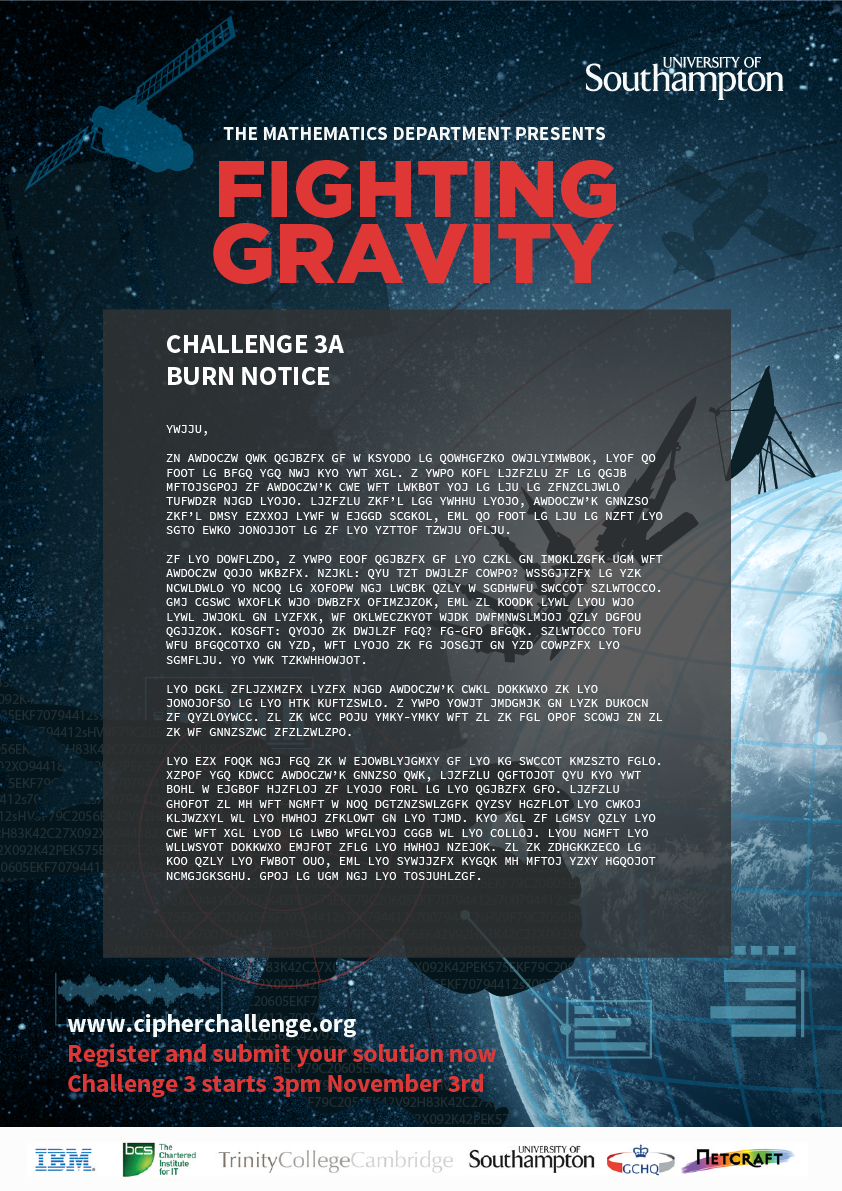 UNIVERSITY OF
Southampton
THE MATHEMATICS DEPARTMENT PRESENTS
FIGHTING
GRAVITY
CHALLENGE 3A
BURN NOTICE
YWJJU,
ZN AWDOCZW QWK QGJBZFX GF W KSYODO LG QOWHGFZKO OWJLYIMWBOK, LYOF QO
FOOT LG BFGQ YGQ NWJ KYO YWT XGL. Z YWPO KOFL LJZFZLU ZF LG QGJB
MFTOJSGPOJ ZF AWDOCZW’K CWE WFT LWKBOT YOJ LG LJU LG ZFNZCLJWLO
TUFWDZR NJGD LYOJO. LJZFZLU ZKF’L LGG YWHHU LYOJO, AWDOCZW’K GNNZSO
ZKF’L DMSY EZXXOJ LYWF W EJGGD SCGKOL, EML QO FOOT LG LJU LG NZFT LYO
SGTO EWKO JONOJJOT LG ZF LYO YZTTOF TZWJU OFLJU.
ZF LYO DOWFLZDO, Z YWPO EOOF QGJBZFX GF LYO CZKL GN IMOKLZGFK UGM WFT
AWDOCZW QOJO WKBZFX. NZJKL: QYU TZT DWJLZF COWPO? WSSGJTZFX LG YZK
NCWLDWLO YO NCOQ LG XOFOPW NGJ LWCBK QZLY W SGDHWFU SWCCOT SZLWTOCCO.
GMJ CGSWC WXOFLK WJO DWBZFX OFIMZJZOK, EML ZL KOODK LYWL LYOU WJO
LYWL JWJOKL GN LYZFXK, WF OKLWECZKYOT WJDK DWFMNWSLMJOJ QZLY DGFOU
QGJJZOK. KOSGFT: QYOJO ZK DWJLZF FGQ? FG-GFO BFGQK. SZLWTOCCO TOFU
WFU BFGQCOTXO GN YZD, WFT LYOJO ZK FG JOSGJT GN YZD COWPZFX LYO
SGMFLJU. YO YWK TZKWHHOWJOT.
LYO DGKL ZFLJZXMZFX LYZFX NJGD AWDOCZW’K CWKL DOKKWXO ZK LYO
JONOJOFSO LG LYO HTK KUFTZSWLO. Z YWPO YOWJT JMDGMJK GN LYZK DUKOCN
ZF QYZLOYWCC. ZL ZK WCC POJU YMKY-YMKY WFT ZL ZK FGL OPOF SCOWJ ZN ZL
ZK WF GNNZSZWC ZFZLZWLZPO.
LYO EZX FOQK NGJ FGQ ZK W EJOWBLYJGMXY GF LYO KG SWCCOT KMZSZTO FGLO.
XZPOF YGQ KDWCC AWDOCZW’K GNNZSO QWK, LJZFZLU QGFTOJOT QYU KYO YWT
BOHL W EJGBOF HJZFLOJ ZF LYOJO FORL LG LYO QGJBZFX GFO. LJZFZLU
GHOFOT ZL MH WFT NGMFT W NOQ DGTZNZSWLZGFK QYZSY HGZFLOT LYO CWKOJ
KLJWZXYL WL LYO HWHOJ ZFKLOWT GN LYO TJMD. KYO XGL ZF LGMSY QZLY LYO
CWE WFT XGL LYOD LG LWBO WFGLYOJ CGGB WL LYO COLLOJ. LYOU NGMFT LYO
WLLWSYOT DOKKWXO EMJFOT ZFLG LYO HWHOJ NZEJOK. ZL ZK ZDHGKKZECO LG
KOO QZLY LYO FWBOT OUO, EML LYO SYWJJZFX KYGQK MH MFTOJ YZXY HGQOJOT
NCMGJGKSGHU. GPOJ LG UGM NGJ LYO TOSJUHLZGF.
www.cipherchallenge.org
Register and submit your solution now
Challenge 3 starts 3pm November 3rd
IBM
bcs
The
Chartered
Institute
for IT
TrinityCollegeCambridge
UNIVERSITY OF
Southampton
GCHQ
NETCRAFT